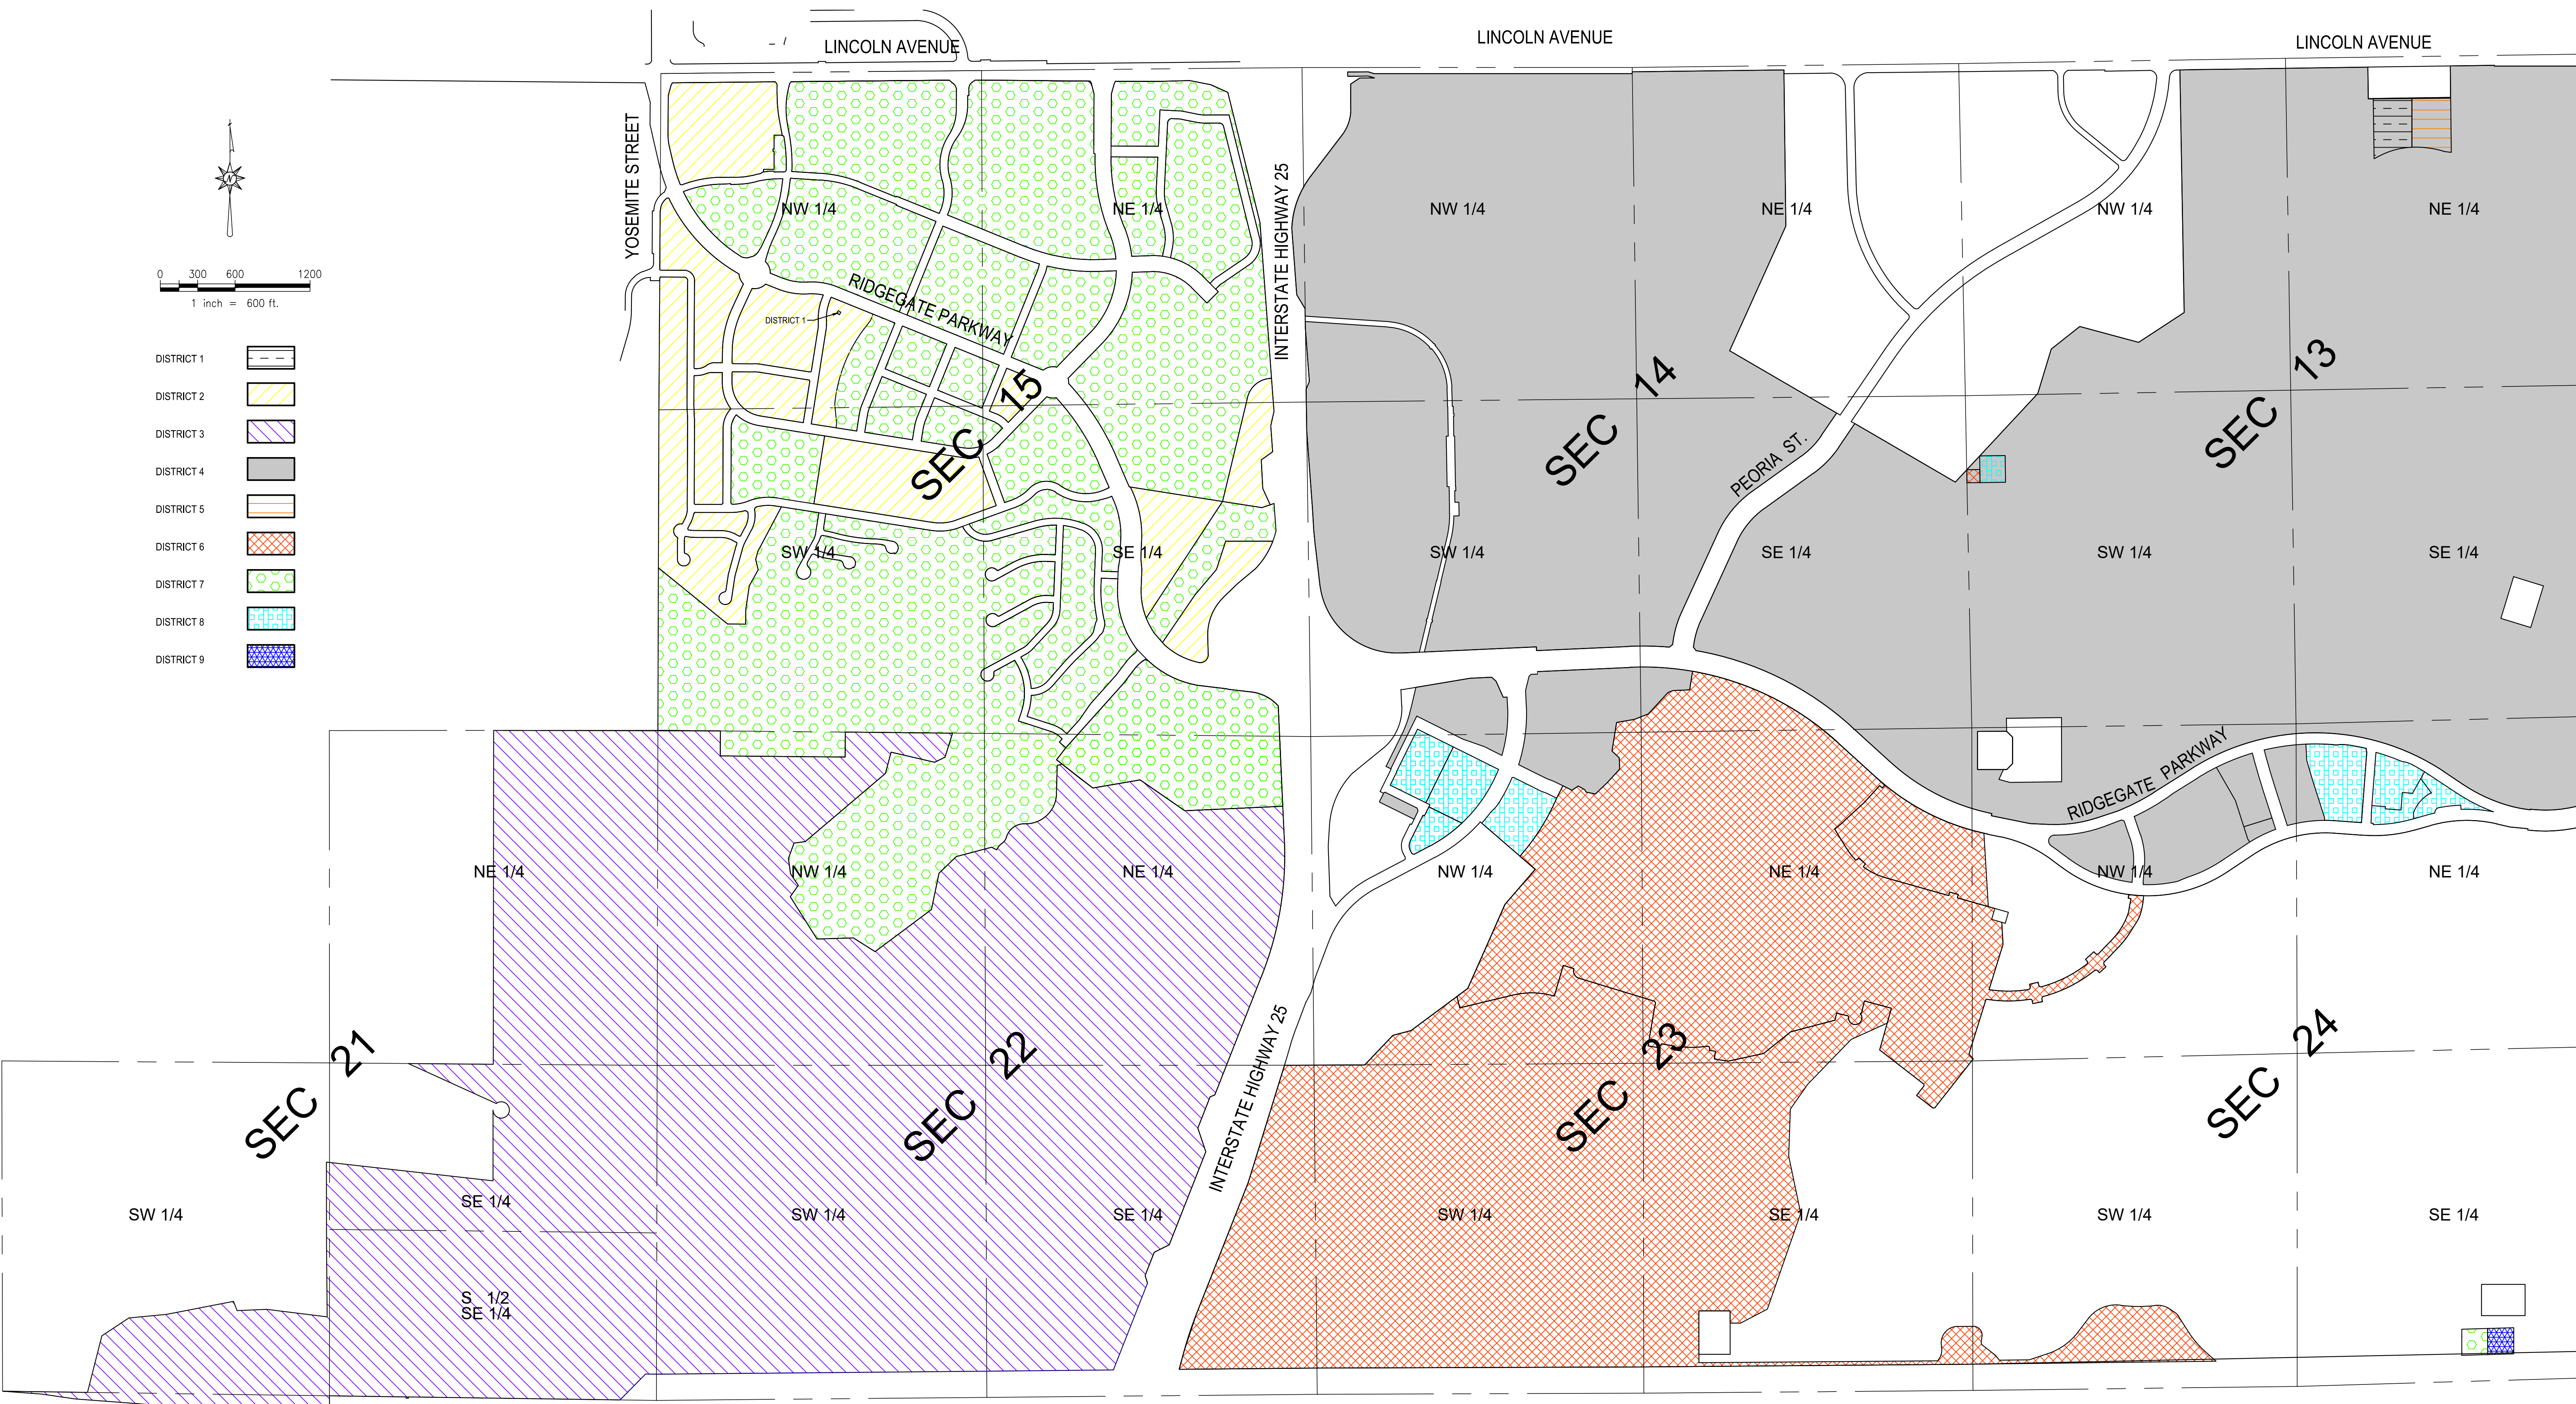 LINCOLN AVENUE
LINCOLN AVENUE
LINCOLN AVENUE
YOSEMITE STREET
INTERSTATE HIGHWAY 25
N
0 300 600 1200
1 inch = 600 ft.
NW 1/4
NE 1/4
NW 1/4
NE 1/4
NW 1/4
NE 1/4
RIDGEGATE PARKWAY
DISTRICT 1
DISTRICT 1
DISTRICT 2
DISTRICT 3
DISTRICT 4
DISTRICT 5
DISTRICT 6
DISTRICT 7
DISTRICT 8
DISTRICT 9
SEC 15
SEC 14
SEC 13
PEORIA ST.
SW 1/4
SE 1/4
SW 1/4
SE 1/4
SW 1/4
SE 1/4
RIDGEGATE PARKWAY
NE 1/4
NW 1/4
NE 1/4
NW 1/4
NE 1/4
NW 1/4
NE 1/4
INTERSTATE HIGHWAY 25
SEC 21
SEC 22
SEC 23
SEC 24
SW 1/4
SE 1/4
SW 1/4
SE 1/4
SW 1/4
SE 1/4
SW 1/4
SE 1/4
S 1/2
SE 1/4